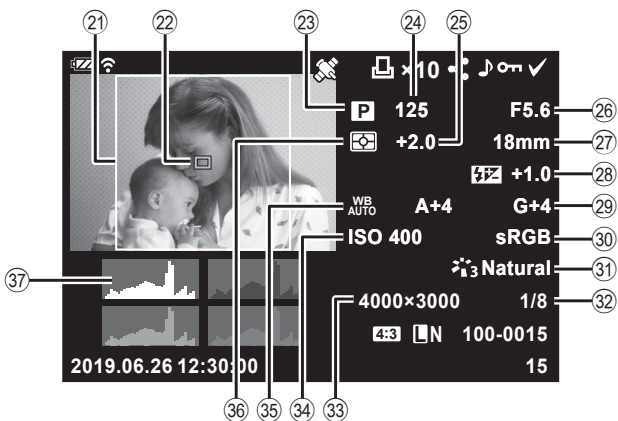 21 22 23 24 25
×10
P 125 F5.6 26
+2.0 18mm 27
+1.0 28
WB AUTO A+4 G+4 29
ISO 400 sRGB 30
3 Natural 31
37
4000×3000 1/8 32
4:3 L N 100-0015
2019.06.26 12:30:00 15
36 35 34 33